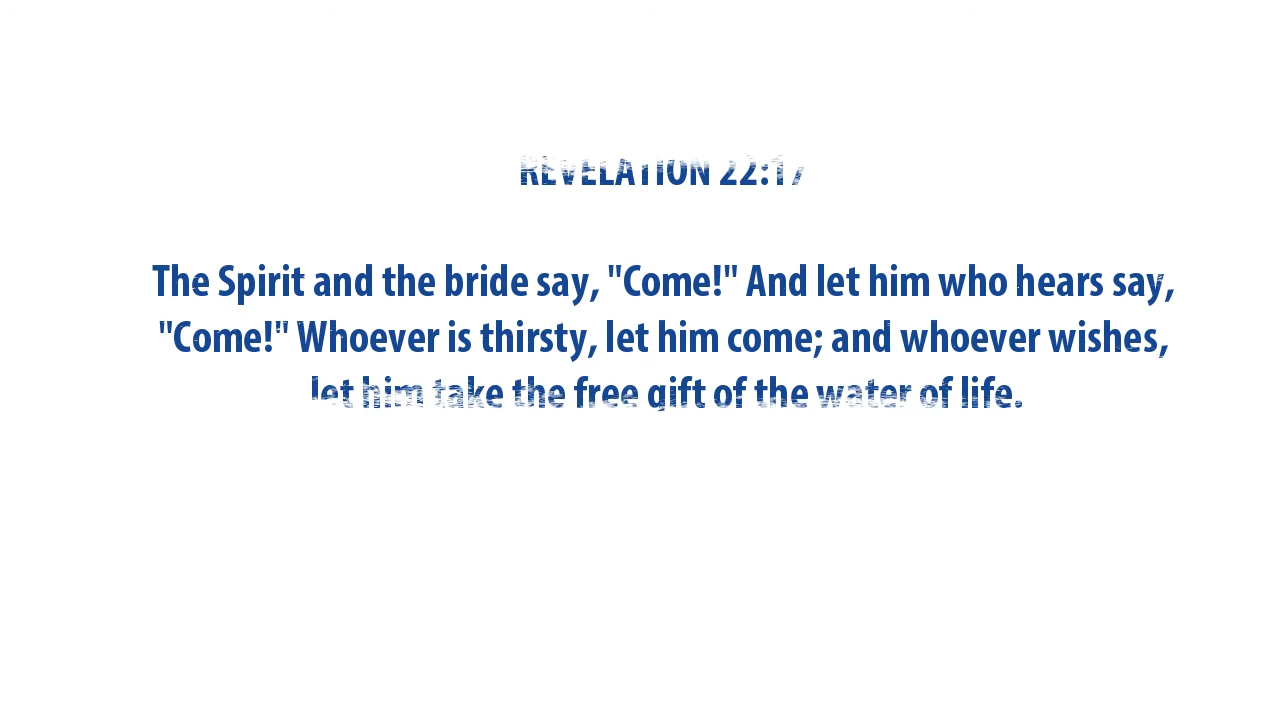 REVELATION 22:17
The Spirit and the bride say, "Come!" And let him who hears say,
"Come!" Whoever is thirsty, let him come; and whoever wishes,
let him take the free gift of the water of life.